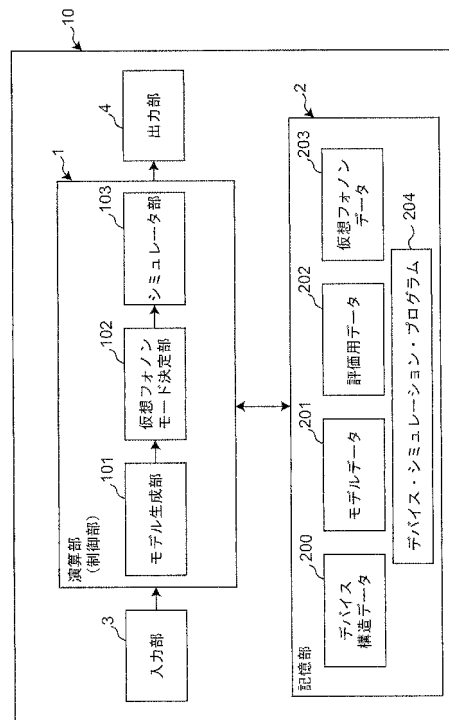 10
1
演算部
(制御部)
3
入力部
101
モデル生成部
102
仮想フォノン
モード決定部
103
シミュレータ部
4
出力部
2
記憶部
200
デバイス
構造データ
201
モデルデータ
202
評価用データ
203
仮想フォノン
データ
204
デバイス・シミュレーション・プログラム